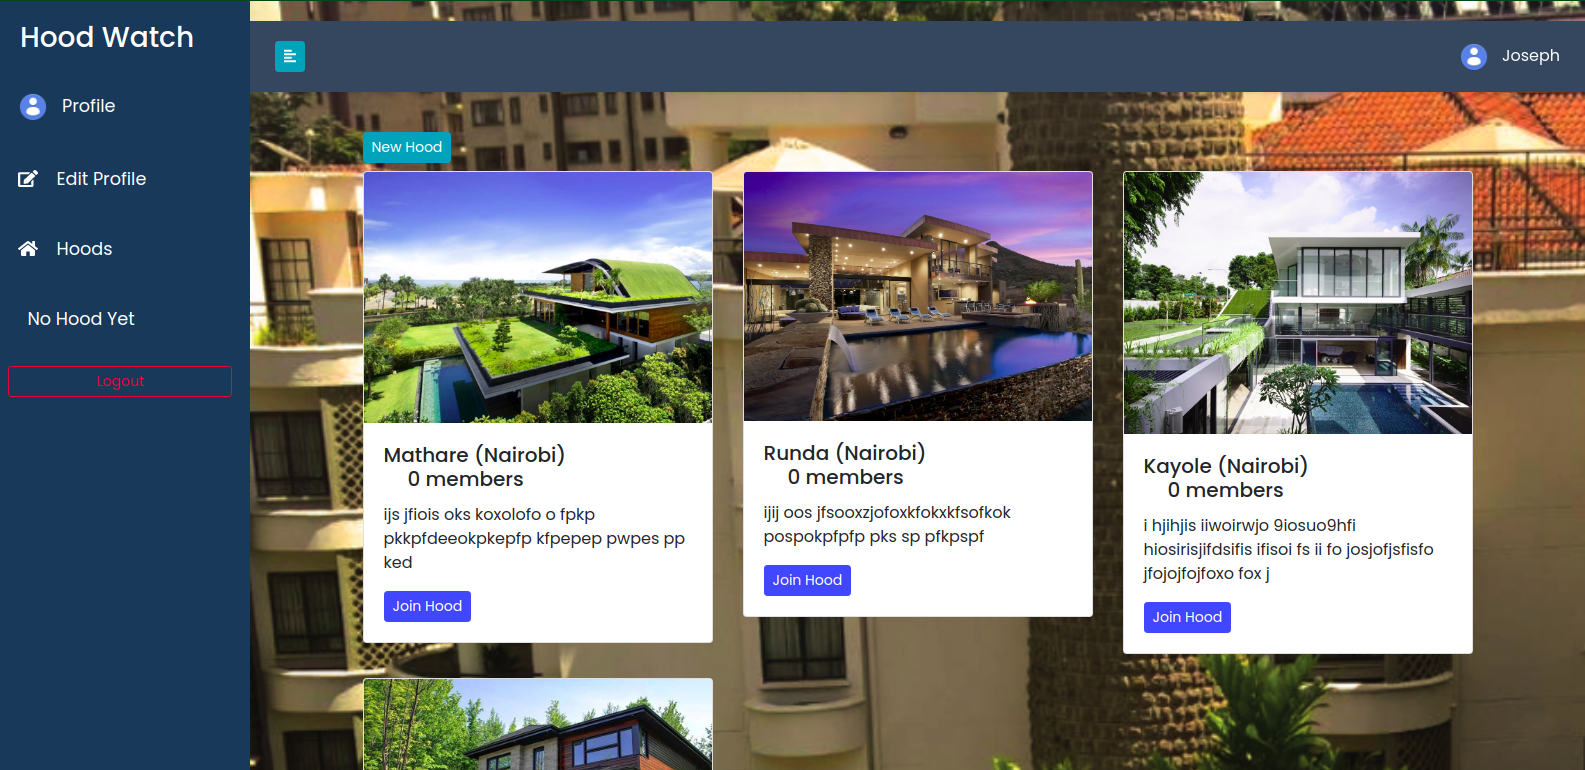 Hood Watch
Profile
Edit Profile
Hoods
No Hood Yet
Logout
Joseph
New Hood
Mathare (Nairobi)
0 members
ijs jfiois oks koxolofo o fpkp
pkkpfdeeokpkepfp kfpepep pwpes pp
ked
Join Hood
Runda (Nairobi)
0 members
ijij oos jfsooxzjofoxkfokxkfsofkok
pospokpfpfp pks sp pfkpspf
Join Hood
Kayole (Nairobi)
0 members
i hjihjis iiwoirwjo 9iosuo9hfi
hiosirisjifdsifis ifisoi fs ii fo josjofjsfisfo
jfojojfojfoxo fox j
Join Hood